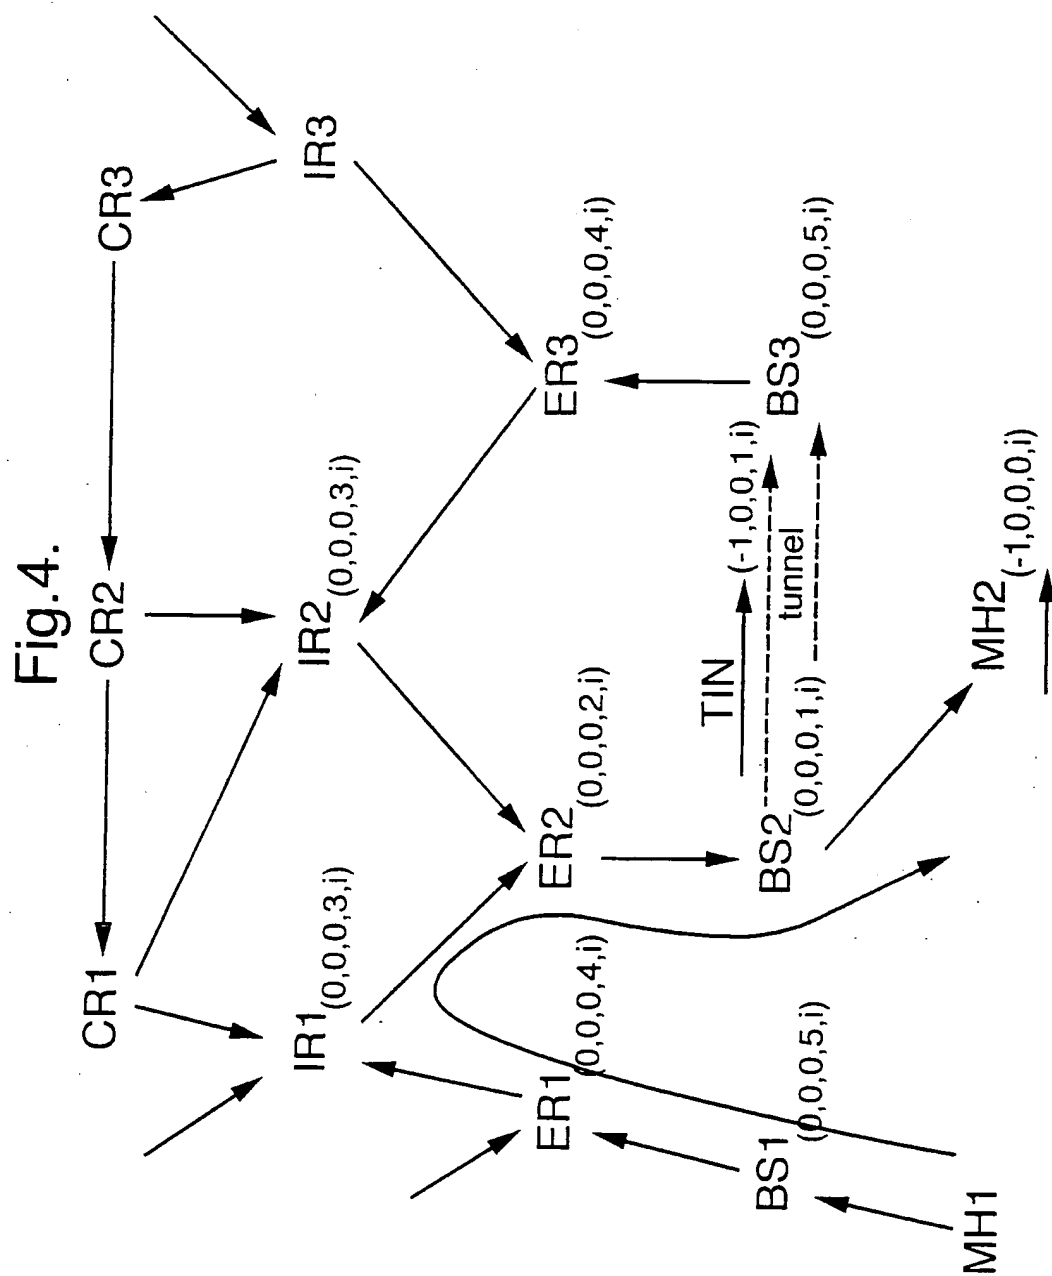 Fig.4.
CR1
CR2
CR3
IR1(0,0,0,3,i)
IR2(0,0,0,3,i)
IR3
ER1(0,0,0,4,i)
ER2(0,0,0,2,i)
ER3(0,0,0,4,i)
TIN
(-1,0,0,1,i)
tunnel
BS1(0,0,0,5,i)
BS2(0,0,0,1,i)
BS3(0,0,0,5,i)
MH1
MH2(-1,0,0,0,i)